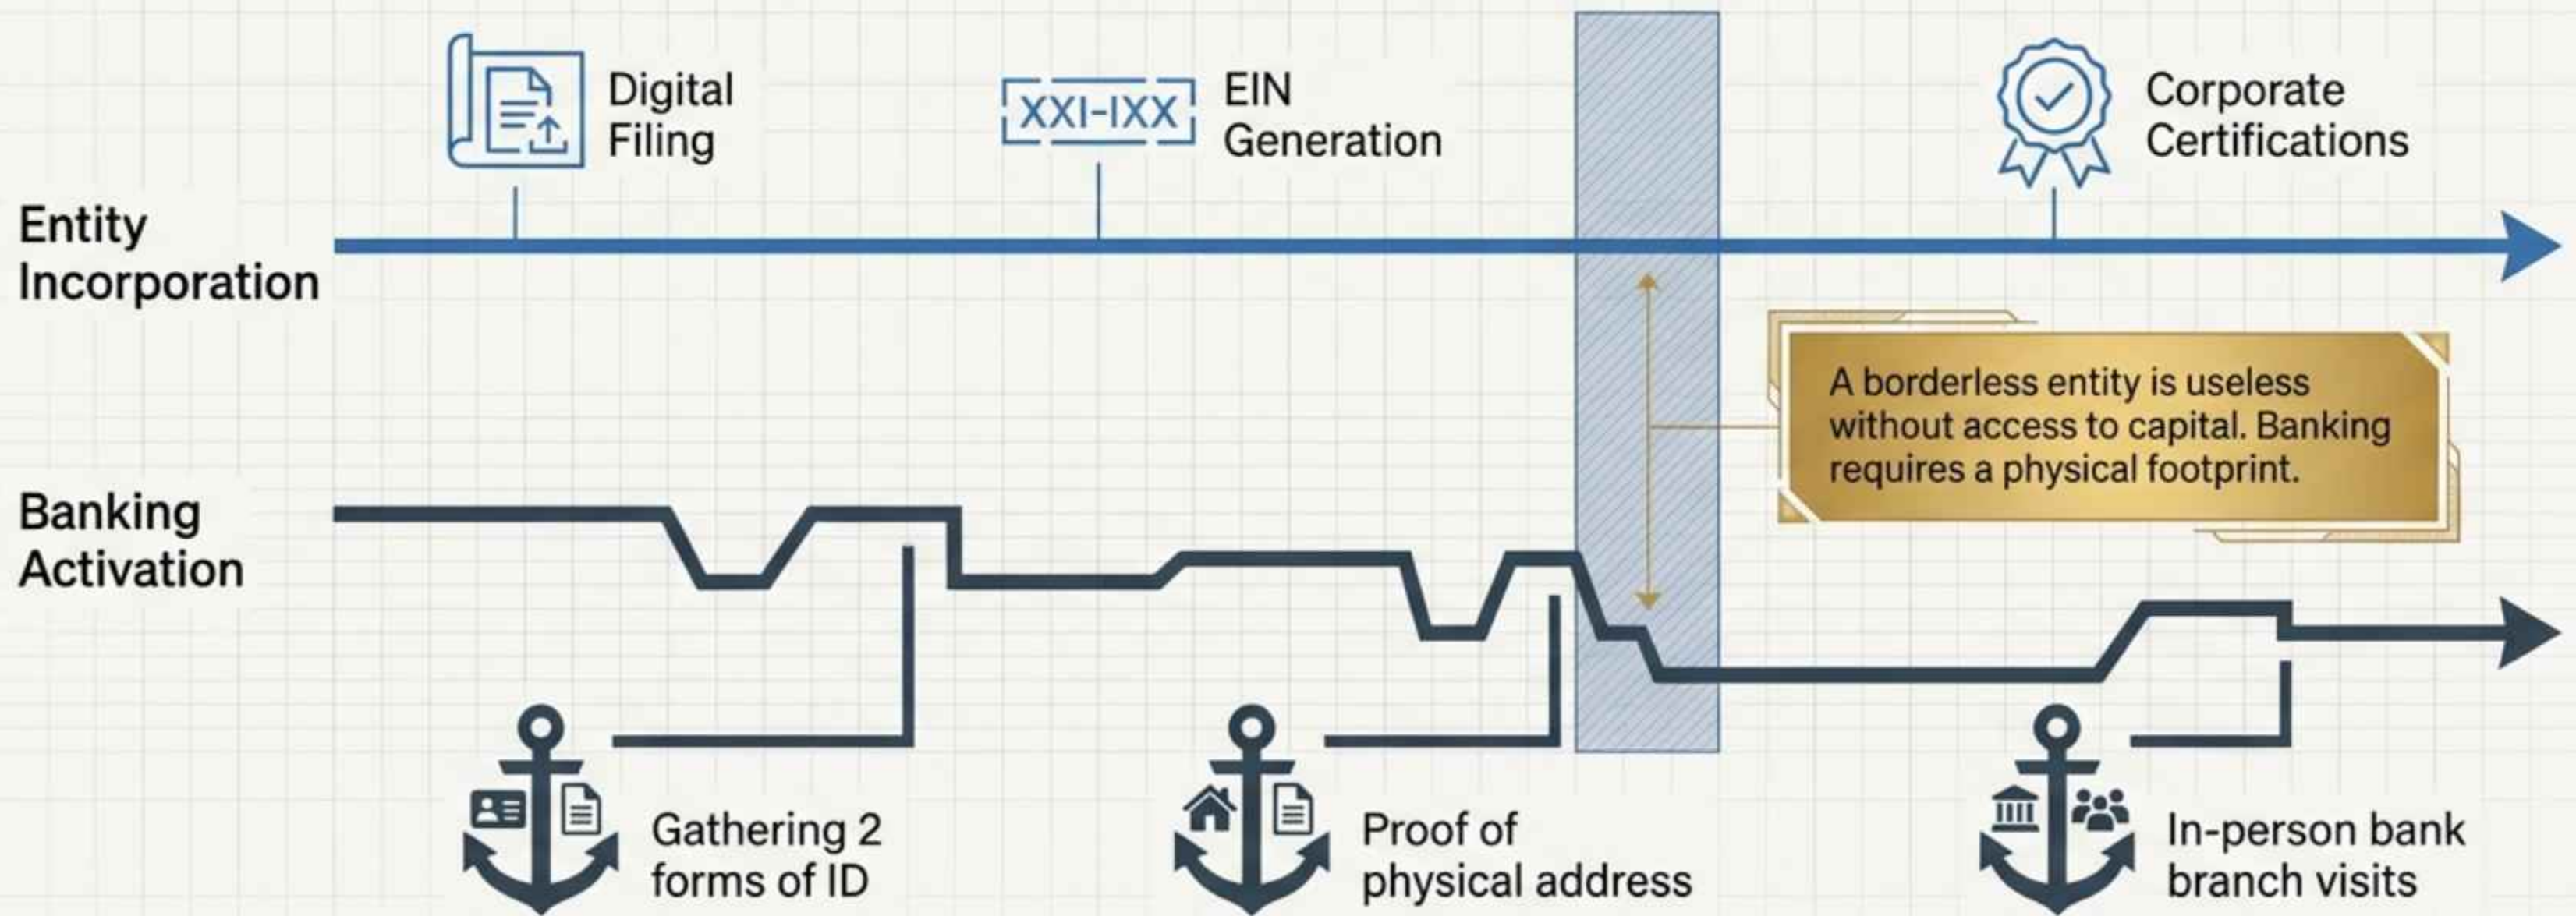 Digital
Filing
XXI-IXX
EIN
Generation
Corporate
Certifications
Entity
Incorporation
A borderless entity is useless
without access to capital. Banking
requires a physical footprint.
Banking
Activation
Gathering 2
forms of ID
Proof of
physical address
In-person bank
branch visits